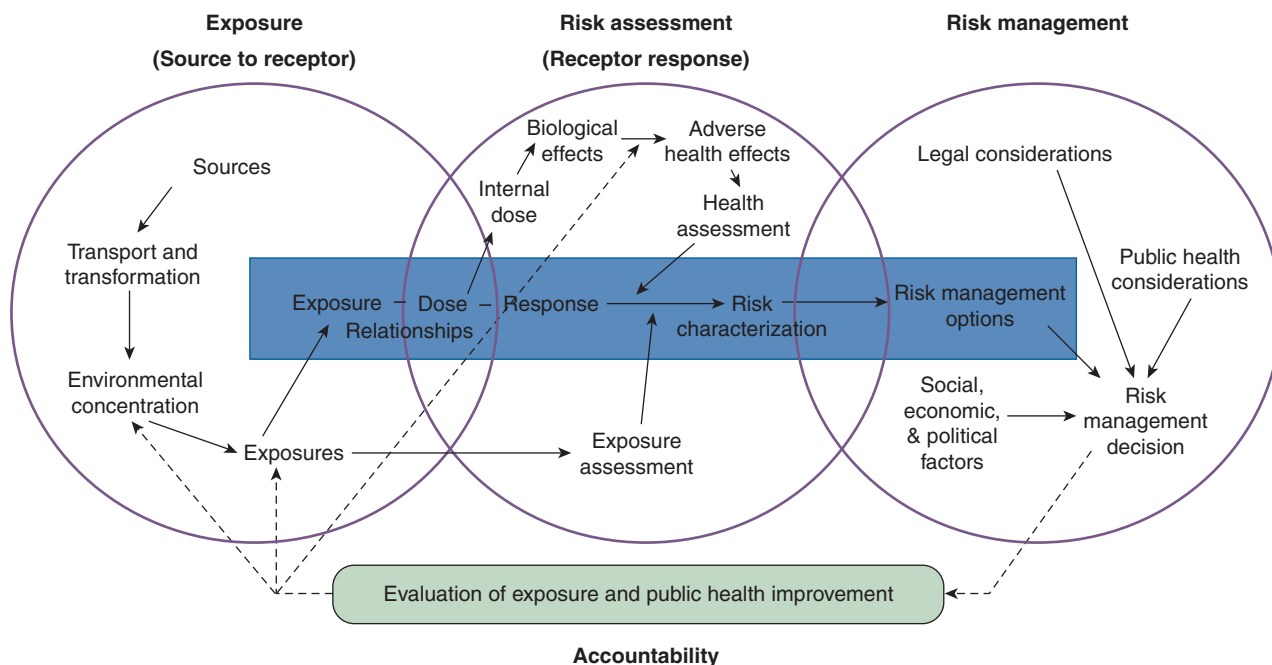 Exposure
(Source to receptor)
Risk assessment
(Receptor response)
Risk management
Sources
Transport and
transformation
Environmental
concentration
Exposures
Exposure – Dose – Response
Relationships
Internal
dose
Biological
effects
Adverse
health effects
Health
assessment
Exposure
assessment
Risk
characterization
Legal considerations
Public health
considerations
Risk management
options
Social,
economic,
& political
factors
Risk
management
decision
Evaluation of exposure and public health improvement
Accountability